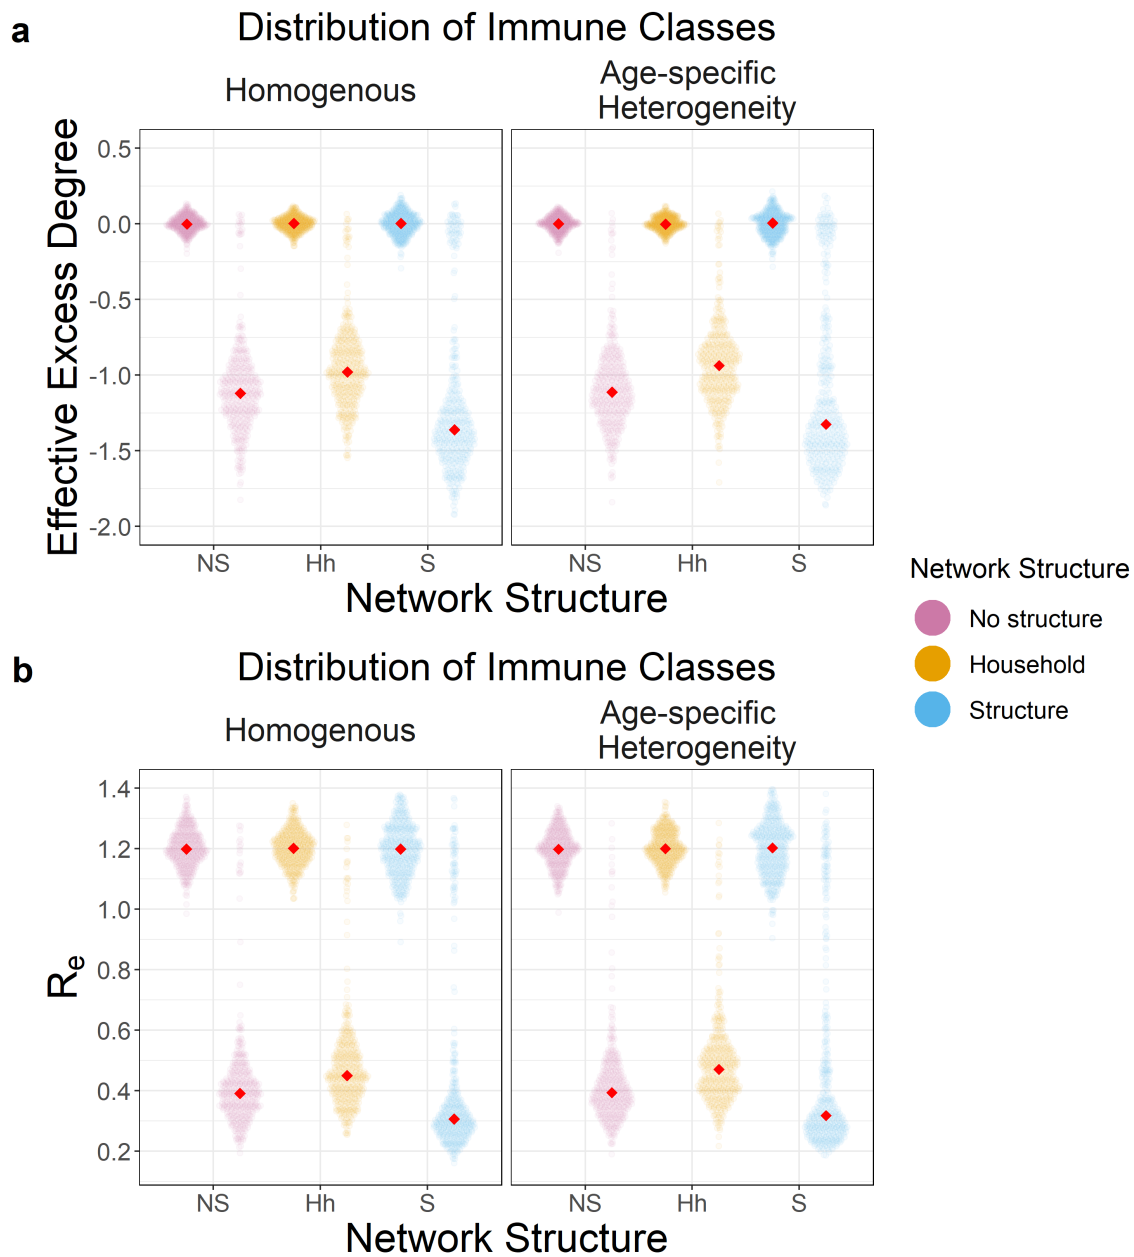 a
Distribution of Immune Classes
Homogenous
Age-specific
Heterogeneity
Effective Excess Degree
0.5
0.0
-0.5
-1.0
-1.5
-2.0
NS
Hh
S
NS
Hh
S
Network Structure
Network Structure
No structure
Household
Structure
b
Distribution of Immune Classes
Homogenous
Age-specific
Heterogeneity
Re
1.4
1.2
1.0
0.8
0.6
0.4
0.2
NS
Hh
S
NS
Hh
S
Network Structure